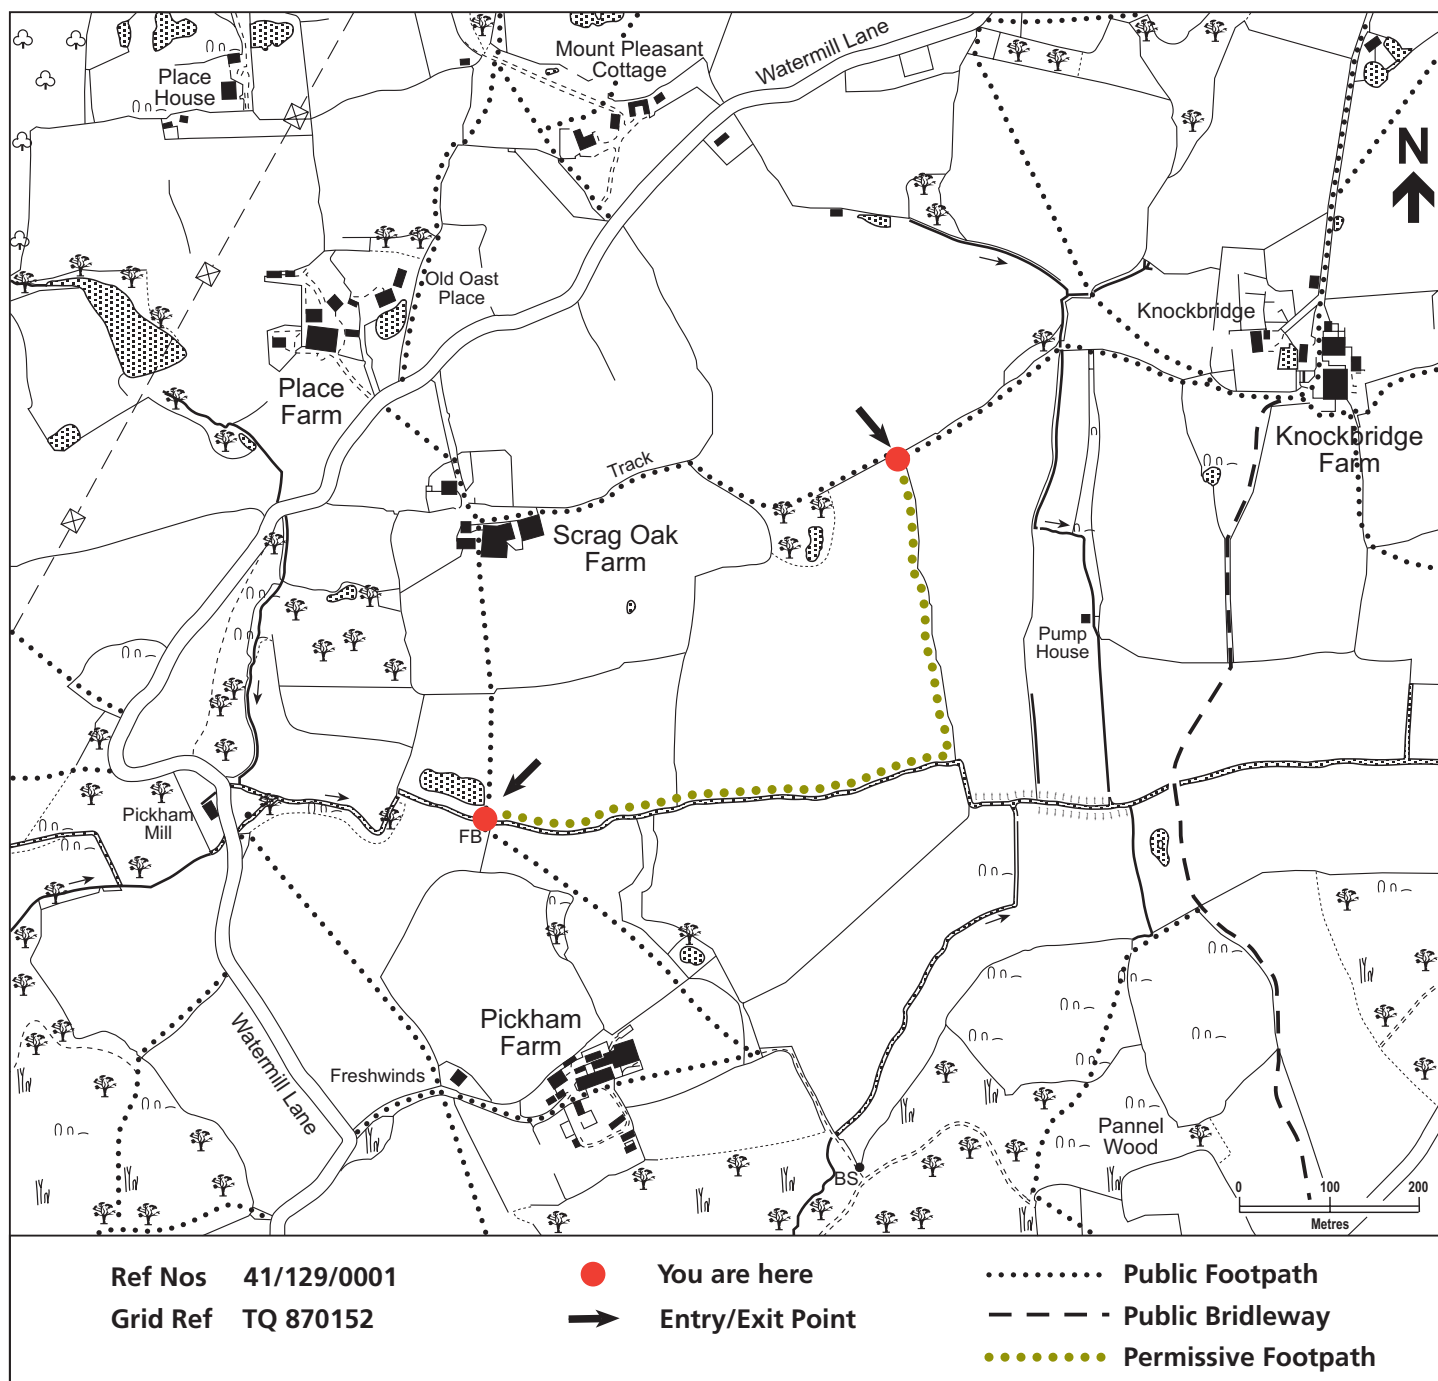 Mount Pleasant
Cottage
Watermill Lane
Place
House
N
Old Oast
Place
Knockbridge
Place
Farm
Knockbridge
Farm
Track
Scrag Oak
Farm
Pump
House
Pickham
Mill
FB
Pickham
Farm
Watermill Lane
Freshwinds
Pannel
Wood
BS
0 100 200
Metres
Ref Nos 41/129/0001
Grid Ref TQ 870152
You are here
Entry/Exit Point
Public Footpath
Public Bridleway
Permissive Footpath